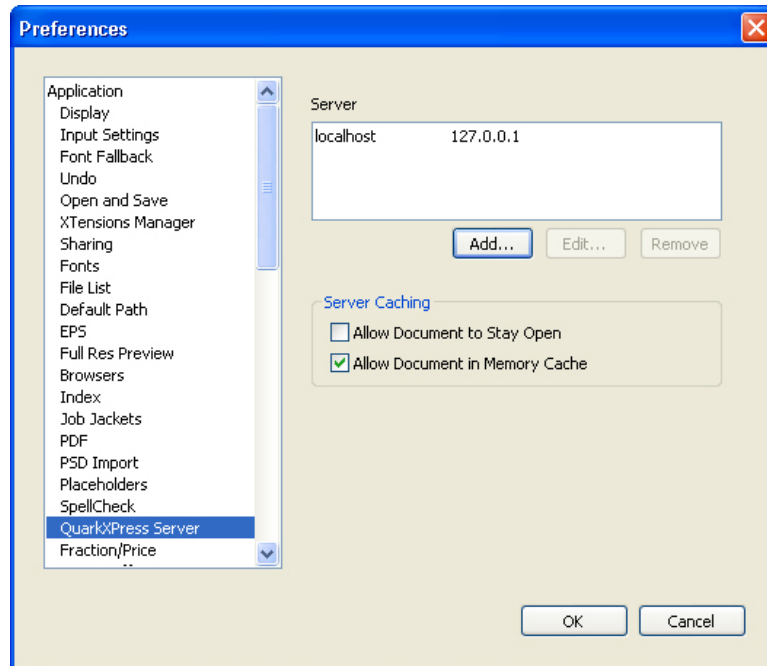 Preferences
Application
Display
Input Settings
Font Fallback
Undo
Open and Save
XTensions Manager
Sharing
Fonts
File List
Default Path
EPS
Full Res Preview
Browsers
Index
Job Jackets
PDF
PSD Import
Placeholders
SpellCheck
QuarkXPress Server
Fraction/Price
Server
localhost 127.0.0.1
Add... Edit... Remove
Server Caching
Allow Document to Stay Open
Allow Document in Memory Cache
OK Cancel